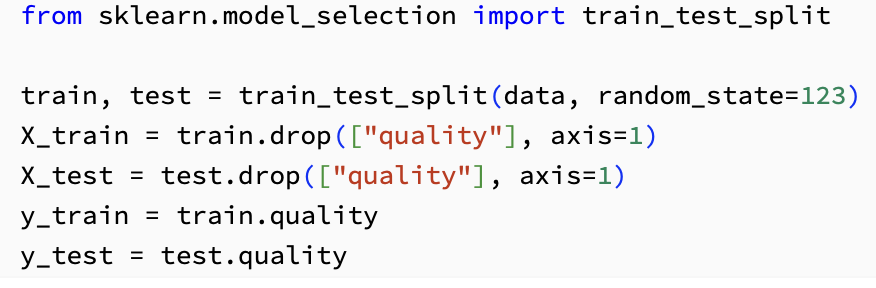 from sklearn.model_selection import train_test_split
train, test = train_test_split(data, random_state=123)
X_train = train.drop(["quality"], axis=1)
X_test = test.drop(["quality"], axis=1)
y_train = train.quality
y_test = test.quality